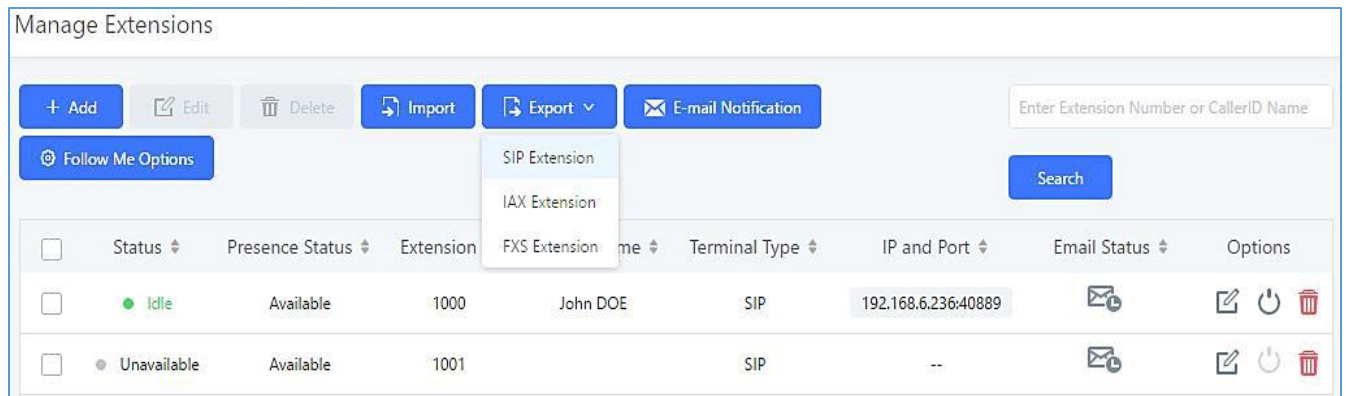 Manage Extensions
+ Add Edit Delete Import Export E-mail Notification Enter Extension Number or CallerID Name
Follow Me Options SIP Extension Search
IAX Extension
Status Presence Status Extension FXS Extension me Terminal Type IP and Port Email Status Options
Idle Available 1000 John DOE SIP 192.168.6.236:40889
Unavailable Available 1001 SIP --